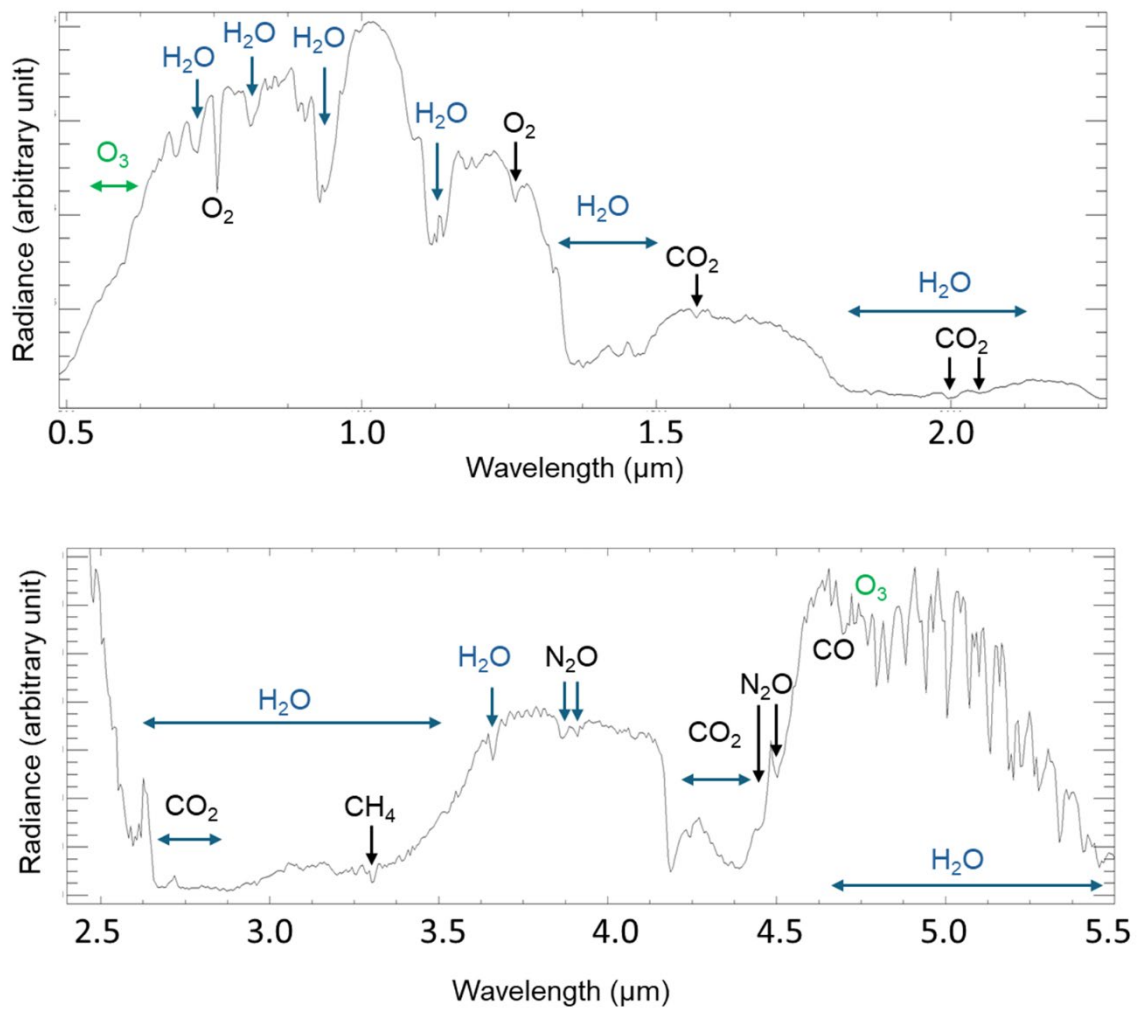 Radiance (arbitrary unit)
H₂O
H₂O
H₂O
H₂O
O₂
O₃
O₂
H₂O
CO₂
H₂O
CO₂
0.5 1.0 1.5 2.0
Wavelength (µm)
Radiance (arbitrary unit)
O₃
H₂O
N₂O
CO
H₂O
N₂O
CO₂
CO₂
CH₄
H₂O
2.5 3.0 3.5 4.0 4.5 5.0 5.5
Wavelength (µm)